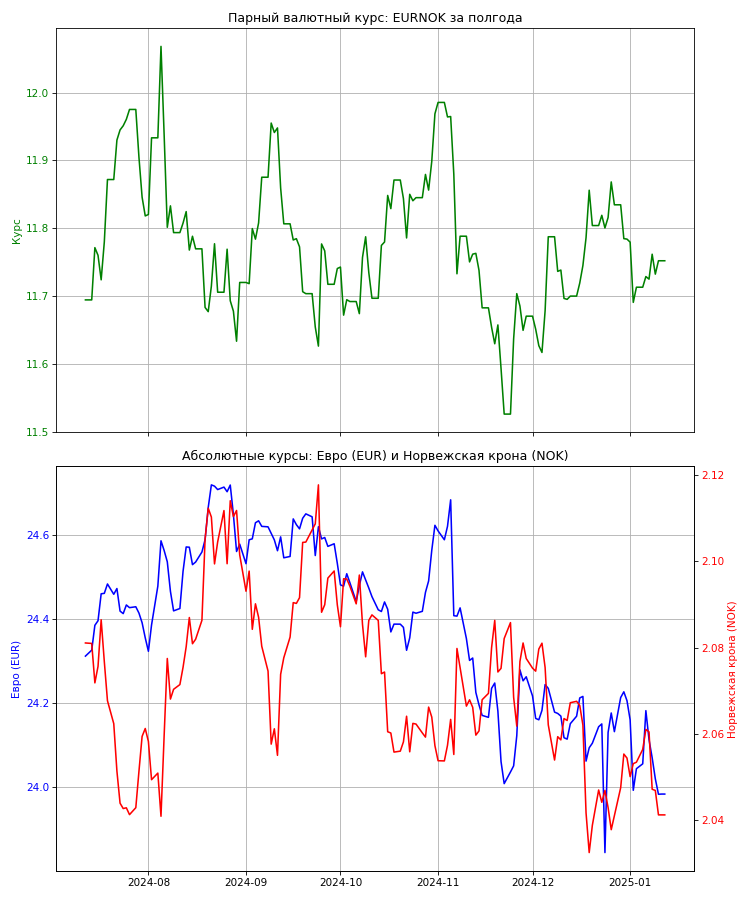 Парный валютный курс: EURNOK за полгода
12.0
11.9
11.8
11.7
11.6
11.5
Курс
Абсолютные курсы: Евро (EUR) и Норвежская крона (NOK)
24.6
24.4
24.2
24.0
Евро (EUR)
2.12
2.10
2.08
2.06
2.04
Норвежская крона (NOK)
2024-08 2024-09 2024-10 2024-11 2024-12 2025-01